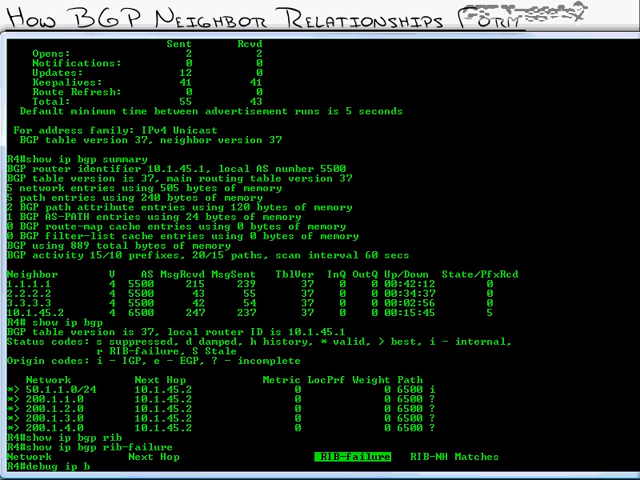 How BGP Neighbor Relationships Form
Sent Rcvd
Opens: 2 2
Notifications: 0 0
Updates: 12 0
Keepalives: 41 41
Route Refresh: 0 0
Total: 55 43
Default minimum time between advertisement runs is 5 seconds
For address family: IPv4 Unicast
BGP table version 37, neighbor version 37
R4#show ip bgp summary
BGP router identifier 10.1.45.1, local AS number 5500
BGP table version is 37, main routing table version 37
5 network entries using 505 bytes of memory
5 path entries using 240 bytes of memory
2 BGP path attribute entries using 120 bytes of memory
1 BGP AS-PATH entries using 24 bytes of memory
0 BGP route-map cache entries using 0 bytes of memory
0 BGP filter-list cache entries using 0 bytes of memory
BGP using 889 total bytes of memory
BGP activity 15/10 prefixes, 20/15 paths, scan interval 60 secs
Neighbor V AS MsgRcvd MsgSent TblVer InQ OutQ Up/Down State/PfxRcd
1.1.1.1 4 5500 215 239 37 0 0 00:42:12 0
2.2.2.2 4 5500 43 55 37 0 0 00:34:37 0
3.3.3.3 4 5500 42 54 37 0 0 00:02:56 0
10.1.45.2 4 6500 247 237 37 0 0 00:15:45 5
R4# show ip bgp
BGP table version is 37, local router ID is 10.1.45.1
Status codes: s suppressed, d damped, h history, * valid, > best, i - internal,
r RIB-failure, S Stale
Origin codes: i - IGP, e - EGP, ? - incomplete
Network Next Hop Metric LocPrf Weight Path
*> 50.1.1.0/24 10.1.45.2 0 0 6500 i
*> 200.1.1.0 10.1.45.2 0 0 6500 ?
*> 200.1.2.0 10.1.45.2 0 0 6500 ?
*> 200.1.3.0 10.1.45.2 0 0 6500 ?
*> 200.1.4.0 10.1.45.2 0 0 6500 ?
R4#show ip bgp rib
R4#show ip bgp rib-failure
Network Next Hop RIB-failure RIB-NH Matches
R4#debug ip b